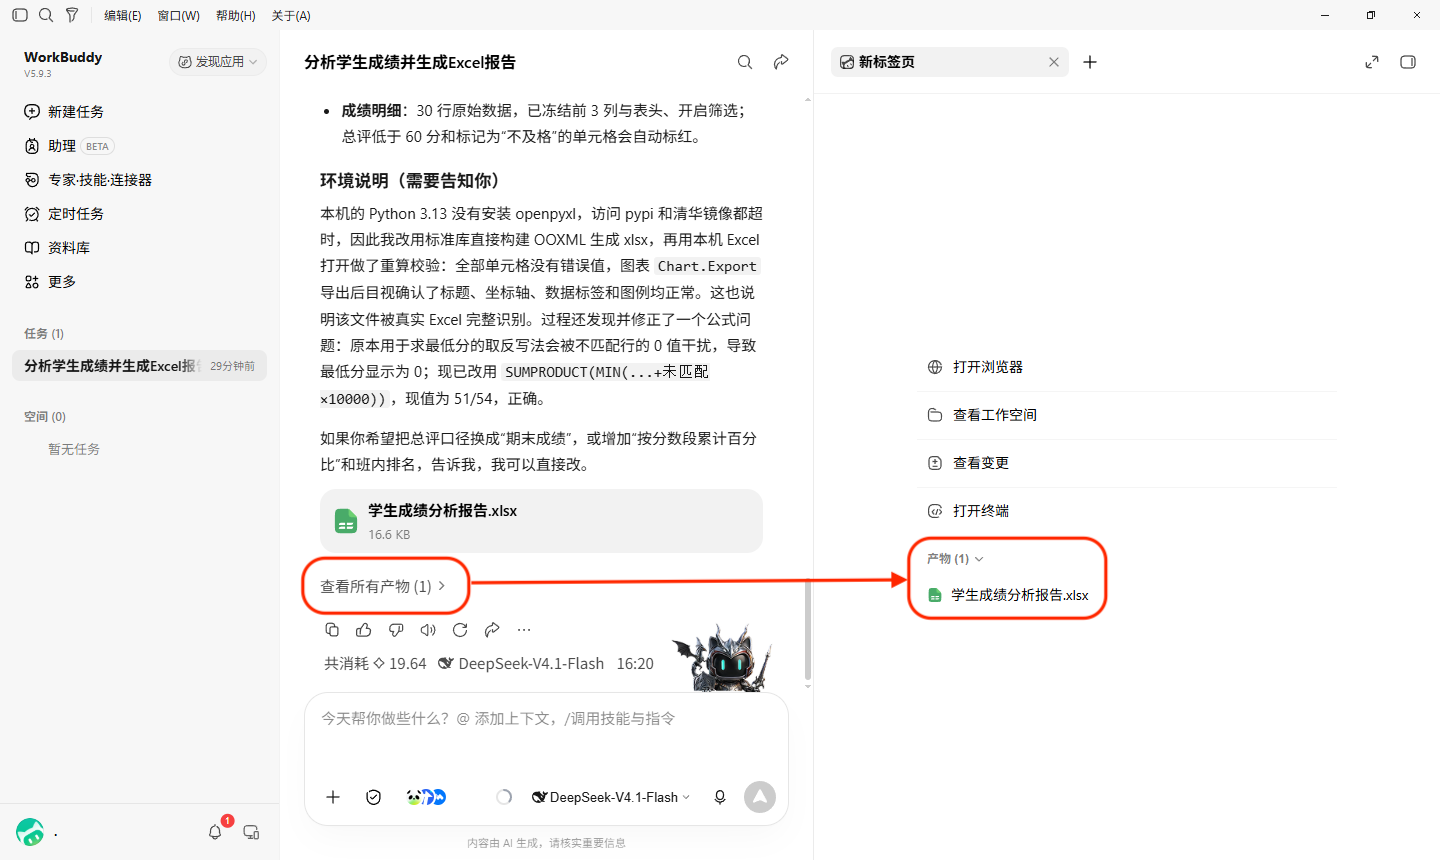 编辑(E) 窗口(W) 帮助(H) 关于(A)
WorkBuddy
V5.9.3
发现应用
新建任务
助理 BETA
专家·技能·连接器
定时任务
资料库
更多
任务 (1)
分析学生成绩并生成Excel报 29分钟前
空间 (0)
暂无任务
1
.
分析学生成绩并生成Excel报告
• 成绩明细：30 行原始数据，已冻结前 3 列与表头、开启筛选；
总评低于 60 分和标记为“不及格”的单元格会自动标红。
环境说明（需要告知你）
本机的 Python 3.13 没有安装 openpyxl，访问 pypi 和清华镜像都超
时，因此我改用标准库直接构建 OOXML 生成 xlsx，再用本机 Excel
打开做了重算校验：全部单元格没有错误值，图表 Chart.Export
导出后目视确认了标题、坐标轴、数据标签和图例均正常。这也说
明该文件被真实 Excel 完整识别。过程还发现并修正了一个公式问
题：原本用于求最低分的取反写法会被不匹配行的 0 值干扰，导致
最低分显示为 0；现已改用 SUMPRODUCT(MIN(...+未匹配
×10000))，现值为 51/54，正确。
如果你希望把总评口径换成“期末成绩”，或增加“按分数段累计百分
比”和班内排名，告诉我，我可以直接改。
学生成绩分析报告.xlsx
16.6 KB
查看所有产物 (1)
共消耗 19.64 DeepSeek-V4.1-Flash 16:20
今天帮你做些什么？@ 添加上下文，/调用技能与指令
DeepSeek-V4.1-Flash
内容由 AI 生成，请核实重要信息
新标签页
打开浏览器
查看工作空间
查看变更
打开终端
产物 (1)
学生成绩分析报告.xlsx